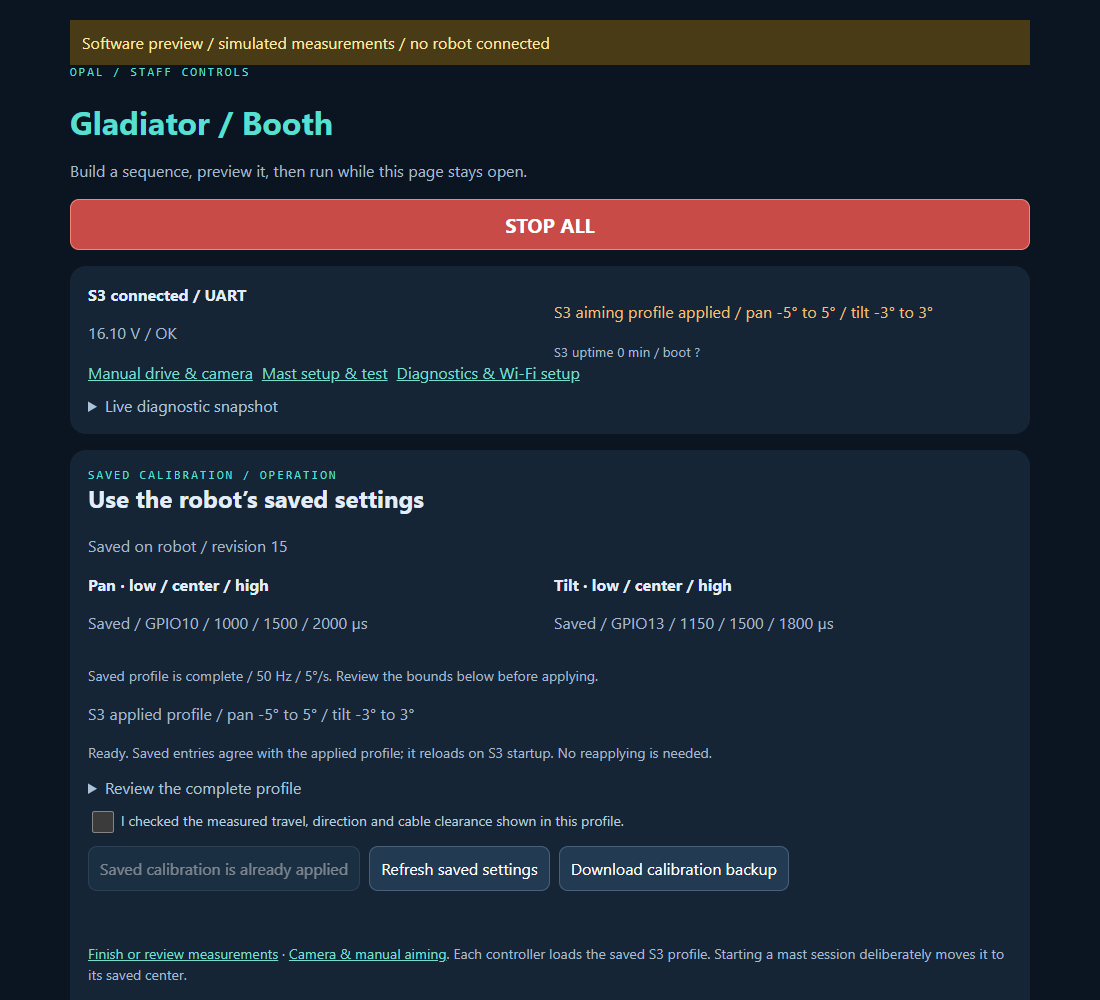 Software preview / simulated measurements / no robot connected
OPAL / STAFF CONTROLS
Gladiator / Booth
Build a sequence, preview it, then run while this page stays open.
STOP ALL
S3 connected / UART
16.10 V / OK
S3 aiming profile applied / pan -5° to 5° / tilt -3° to 3°
S3 uptime 0 min / boot ?
Manual drive & camera Mast setup & test Diagnostics & Wi-Fi setup
Live diagnostic snapshot
SAVED CALIBRATION / OPERATION
Use the robot’s saved settings
Saved on robot / revision 15
Pan · low / center / high
Saved / GPIO10 / 1000 / 1500 / 2000 µs
Tilt · low / center / high
Saved / GPIO13 / 1150 / 1500 / 1800 µs
Saved profile is complete / 50 Hz / 5°/s. Review the bounds below before applying.
S3 applied profile / pan -5° to 5° / tilt -3° to 3°
Ready. Saved entries agree with the applied profile; it reloads on S3 startup. No reapplying is needed.
Review the complete profile
I checked the measured travel, direction and cable clearance shown in this profile.
Saved calibration is already applied
Refresh saved settings
Download calibration backup
Finish or review measurements · Camera & manual aiming. Each controller loads the saved S3 profile. Starting a mast session deliberately moves it to
its saved center.